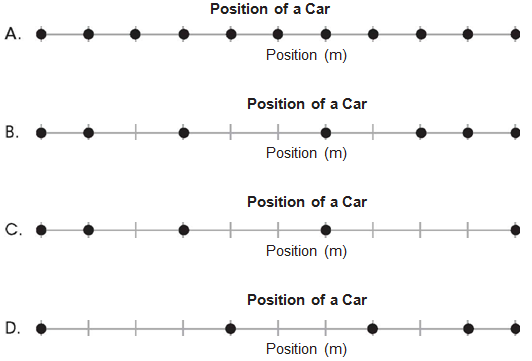 Position of a Car
A.
Position (m)
Position of a Car
B.
Position (m)
Position of a Car
C.
Position (m)
Position of a Car
D.
Position (m)